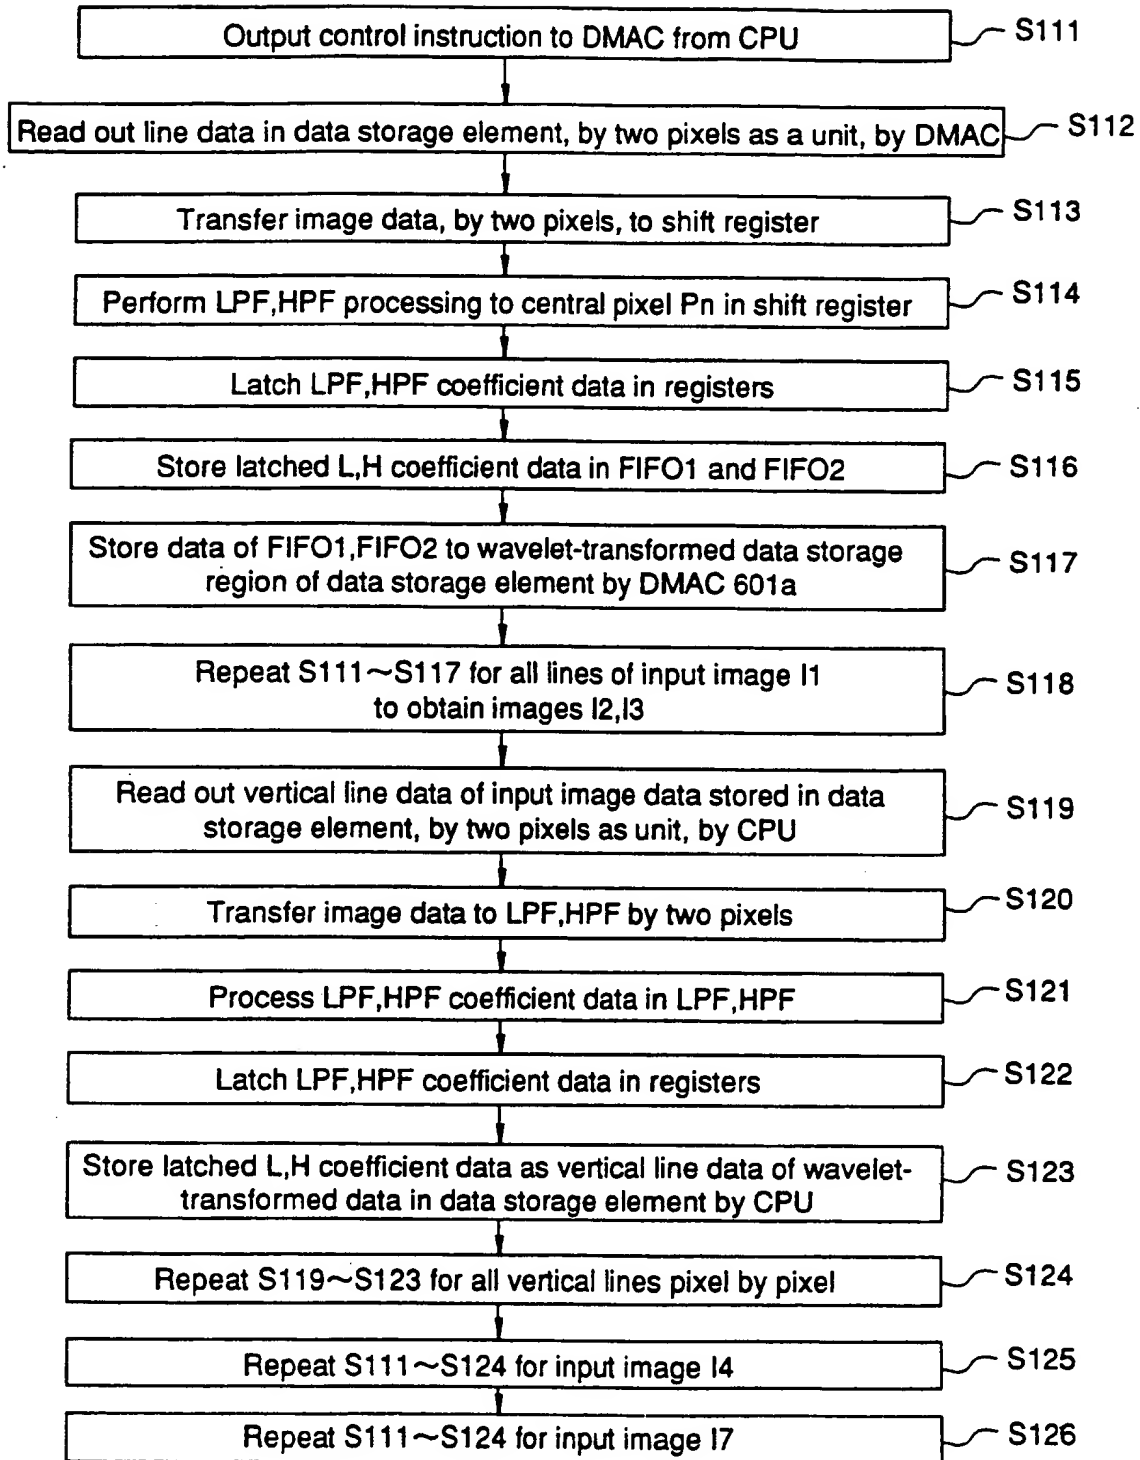 Output control instruction to DMAC from CPU
S111
Read out line data in data storage element, by two pixels as a unit, by DMAC
S112
Transfer image data, by two pixels, to shift register
S113
Perform LPF,HPF processing to central pixel Pn in shift register
S114
Latch LPF,HPF coefficient data in registers
S115
Store latched L,H coefficient data in FIFO1 and FIFO2
S116
Store data of FIFO1,FIFO2 to wavelet-transformed data storage
region of data storage element by DMAC 601a
S117
Repeat S111~S117 for all lines of input image I1
to obtain images I2,I3
S118
Read out vertical line data of input image data stored in data
storage element, by two pixels as unit, by CPU
S119
Transfer image data to LPF,HPF by two pixels
S120
Process LPF,HPF coefficient data in LPF,HPF
S121
Latch LPF,HPF coefficient data in registers
S122
Store latched L,H coefficient data as vertical line data of wavelet-
transformed data in data storage element by CPU
S123
Repeat S119~S123 for all vertical lines pixel by pixel
S124
Repeat S111~S124 for input image I4
S125
Repeat S111~S124 for input image I7
S126